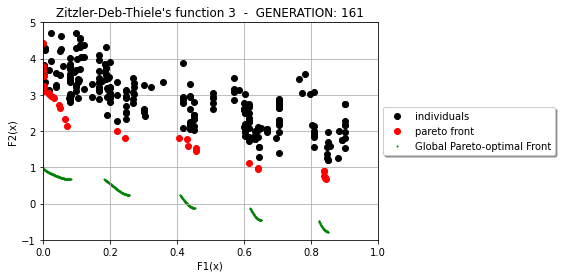 Zitzler-Deb-Thiele's function 3 - GENERATION: 161
5
4
3
2
1
0
-1
F2(x)
0.0 0.2 0.4 0.6 0.8 1.0
F1(x)
individuals
pareto front
Global Pareto-optimal Front